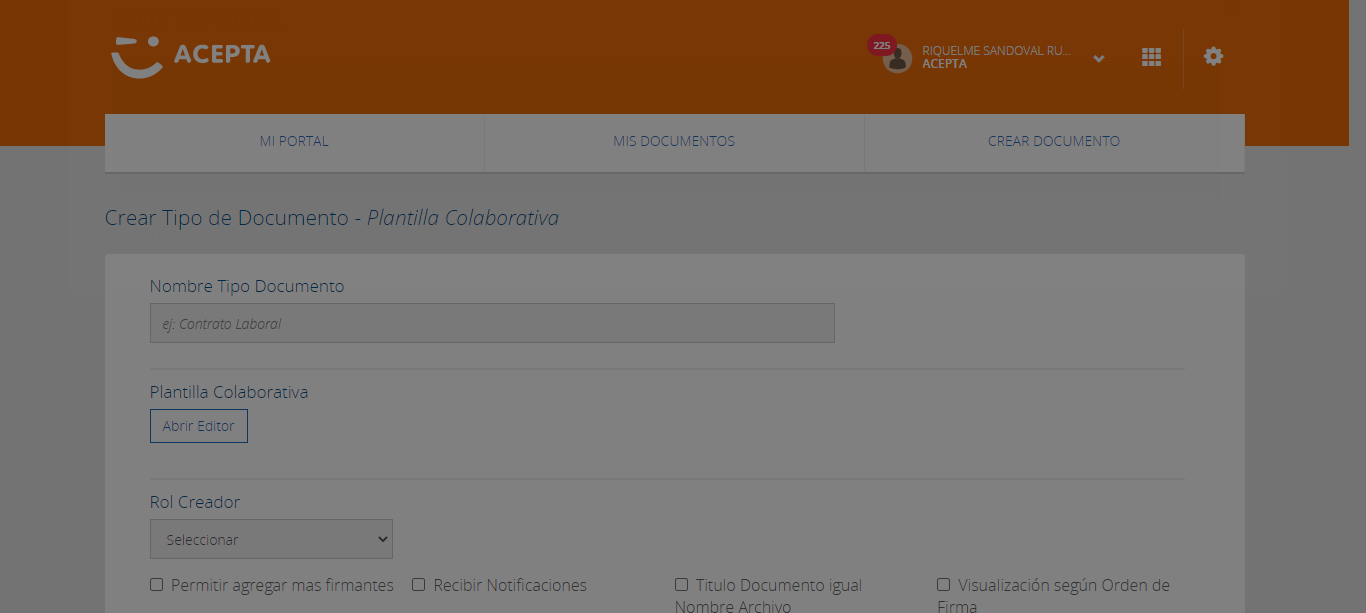 ACEPTA
225
RIQUELME SANDOVAL RU...
ACEPTA
MI PORTAL
MIS DOCUMENTOS
CREAR DOCUMENTO
Crear Tipo de Documento - Plantilla Colaborativa
Nombre Tipo Documento
ej: Contrato Laboral
Plantilla Colaborativa
Abrir Editor
Rol Creador
Seleccionar
Permitir agregar mas firmantes
Recibir Notificaciones
Titulo Documento igual
Nombre Archivo
Visualización según Orden de
Firma